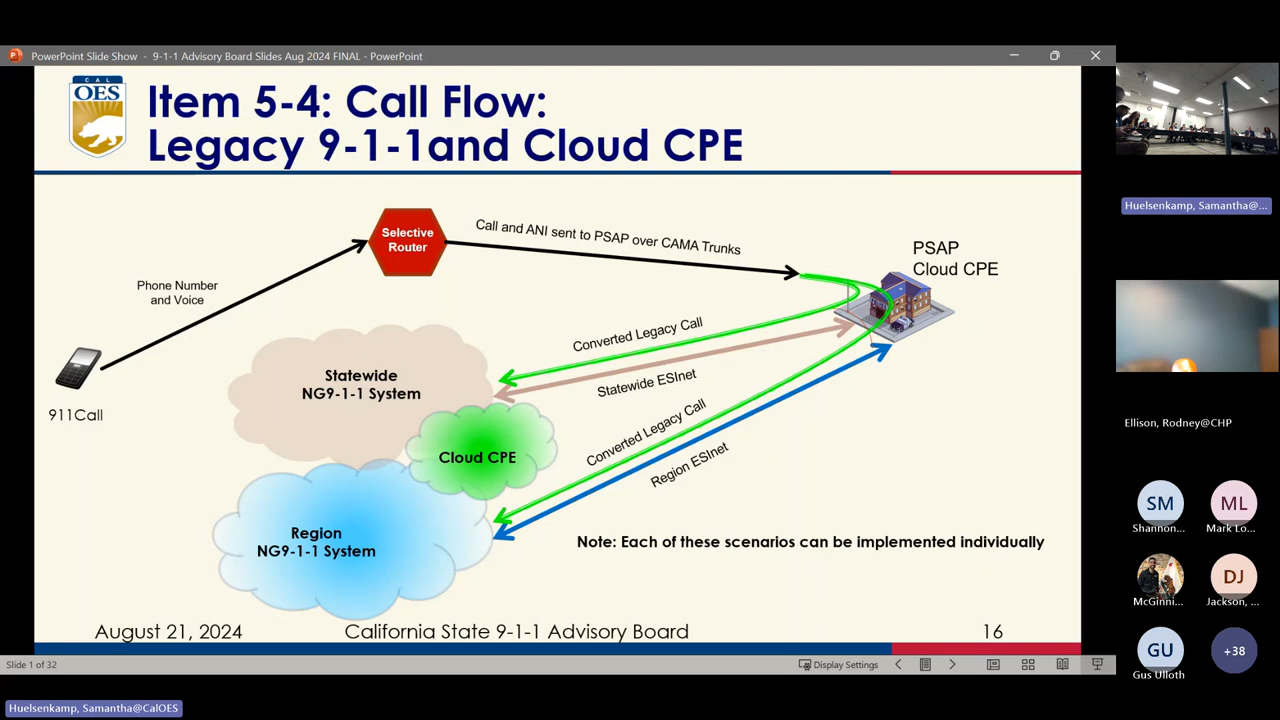 PowerPoint Slide Show - 9-1-1 Advisory Board Slides Aug 2024 FINAL - PowerPoint
CAL
OES
Item 5-4: Call Flow:
Legacy 9-1-1and Cloud CPE
Selective
Router
Call and ANI sent to PSAP over CAMA Trunks
PSAP
Cloud CPE
Phone Number
and Voice
Converted Legacy Call
Statewide
NG9-1-1 System
Statewide ESInet
911Call
Converted Legacy Call
Cloud CPE
Region ESInet
Region
NG9-1-1 System
Note: Each of these scenarios can be implemented individually
August 21, 2024
California State 9-1-1 Advisory Board
16
Slide 1 of 32
Display Settings
Huelsenkamp, Samantha@CalOES
Huelsenkamp, Samantha@...
Ellison, Rodney@CHP
SM
ML
Shannon...
Mark Lo...
DJ
McGinni...
Jackson, ...
GU
+38
Gus Ulloth